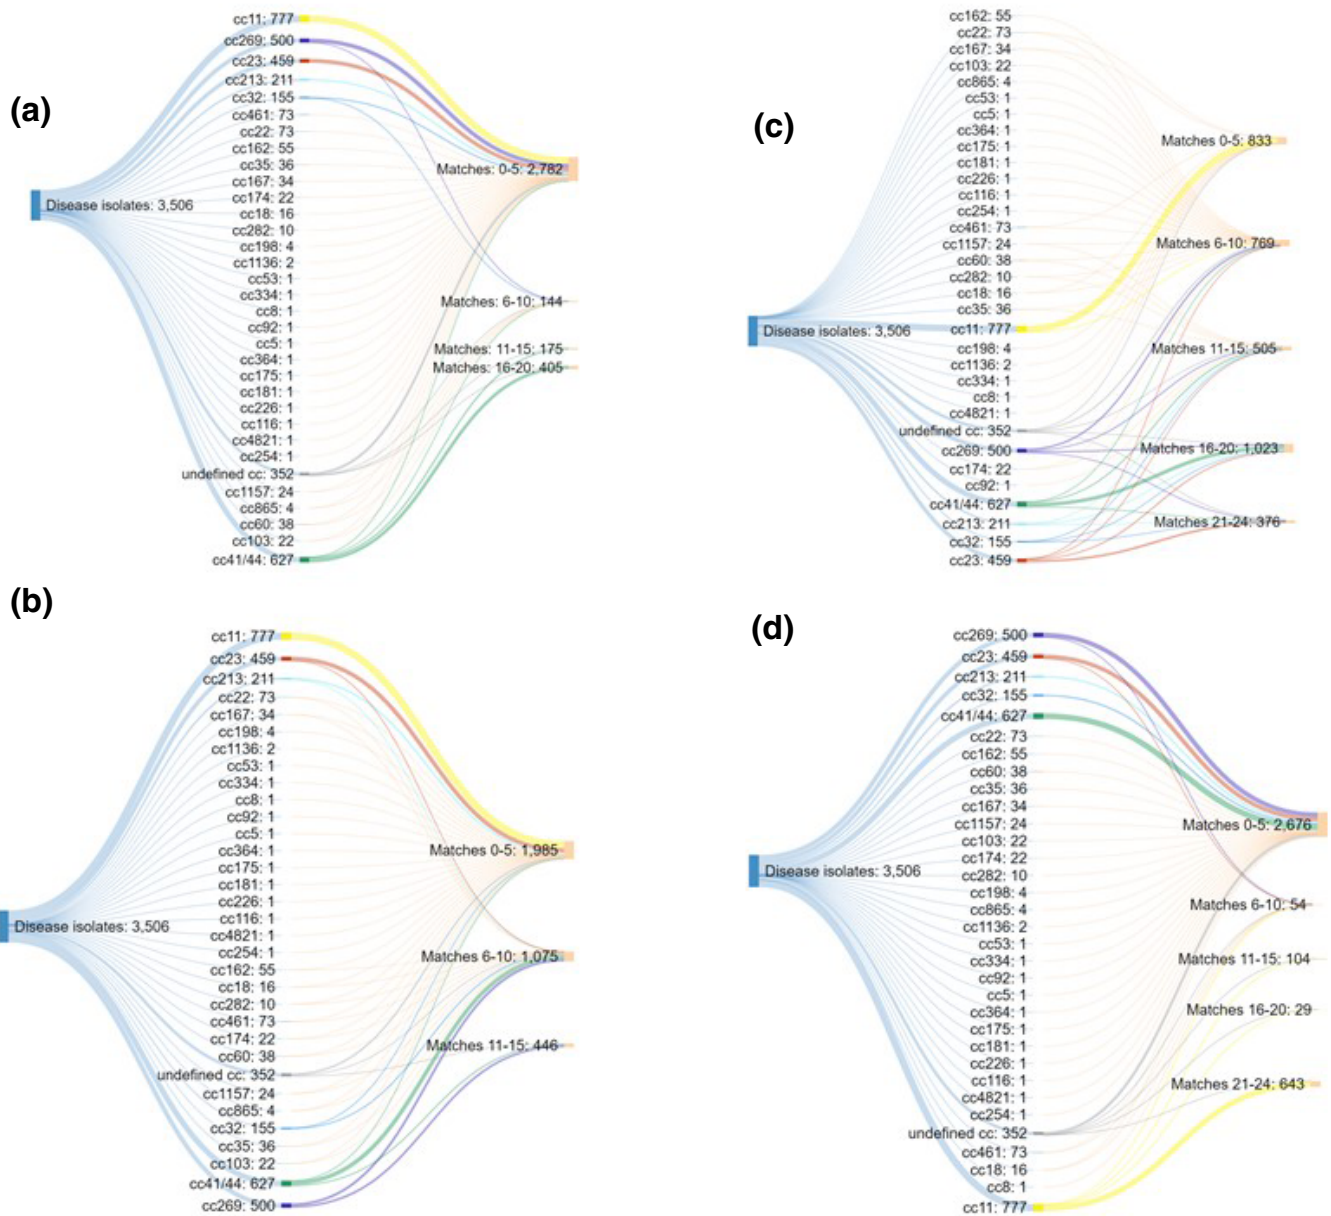 (a)
cc11: 777
cc269: 500
cc23: 459
cc213: 211
cc32: 155
cc461: 73
cc22: 73
cc162: 55
cc35: 36
cc167: 34
cc174: 22
cc18: 16
cc282: 10
cc198: 4
cc1136: 2
cc53: 1
cc334: 1
cc8: 1
cc92: 1
cc5: 1
cc364: 1
cc175: 1
cc181: 1
cc226: 1
cc116: 1
cc4821: 1
cc254: 1
undefined cc: 352
cc1157: 24
cc865: 4
cc60: 38
cc103: 22
cc41/44: 627
Disease isolates: 3,506
Matches: 0-5: 2,782
Matches: 6-10: 144
Matches: 11-15: 175
Matches: 16-20: 405
(c)
cc162: 55
cc22: 73
cc167: 34
cc103: 22
cc865: 4
cc53: 1
cc5: 1
cc364: 1
cc175: 1
cc181: 1
cc226: 1
cc116: 1
cc254: 1
cc461: 73
cc1157: 24
cc60: 38
cc282: 10
cc18: 16
cc35: 36
cc11: 777
cc198: 4
cc1136: 2
cc334: 1
cc8: 1
cc4821: 1
undefined cc: 352
cc269: 500
cc174: 22
cc92: 1
cc41/44: 627
cc213: 211
cc32: 155
cc23: 459
Disease isolates: 3,506
Matches 0-5: 833
Matches 6-10: 769
Matches 11-15: 505
Matches 16-20: 1,023
Matches 21-24: 376
(b)
cc11: 777
cc23: 459
cc213: 211
cc22: 73
cc167: 34
cc198: 4
cc1136: 2
cc53: 1
cc334: 1
cc8: 1
cc92: 1
cc5: 1
cc364: 1
cc175: 1
cc181: 1
cc226: 1
cc116: 1
cc4821: 1
cc254: 1
cc162: 55
cc18: 16
cc282: 10
cc461: 73
cc174: 22
cc60: 38
undefined cc: 352
cc1157: 24
cc865: 4
cc32: 155
cc35: 36
cc103: 22
cc41/44: 627
cc269: 500
Disease isolates: 3,506
Matches 0-5: 1,985
Matches 6-10: 1,075
Matches 11-15: 446
(d)
cc269: 500
cc23: 459
cc213: 211
cc32: 155
cc41/44: 627
cc22: 73
cc162: 55
cc60: 38
cc35: 36
cc167: 34
cc1157: 24
cc103: 22
cc174: 22
cc282: 10
cc198: 4
cc865: 4
cc1136: 2
cc53: 1
cc334: 1
cc92: 1
cc5: 1
cc364: 1
cc175: 1
cc181: 1
cc226: 1
cc116: 1
cc4821: 1
cc254: 1
undefined cc: 352
cc461: 73
cc18: 16
cc8: 1
cc11: 777
Disease isolates: 3,506
Matches 0-5: 2,676
Matches 6-10: 54
Matches 11-15: 104
Matches 16-20: 29
Matches 21-24: 643